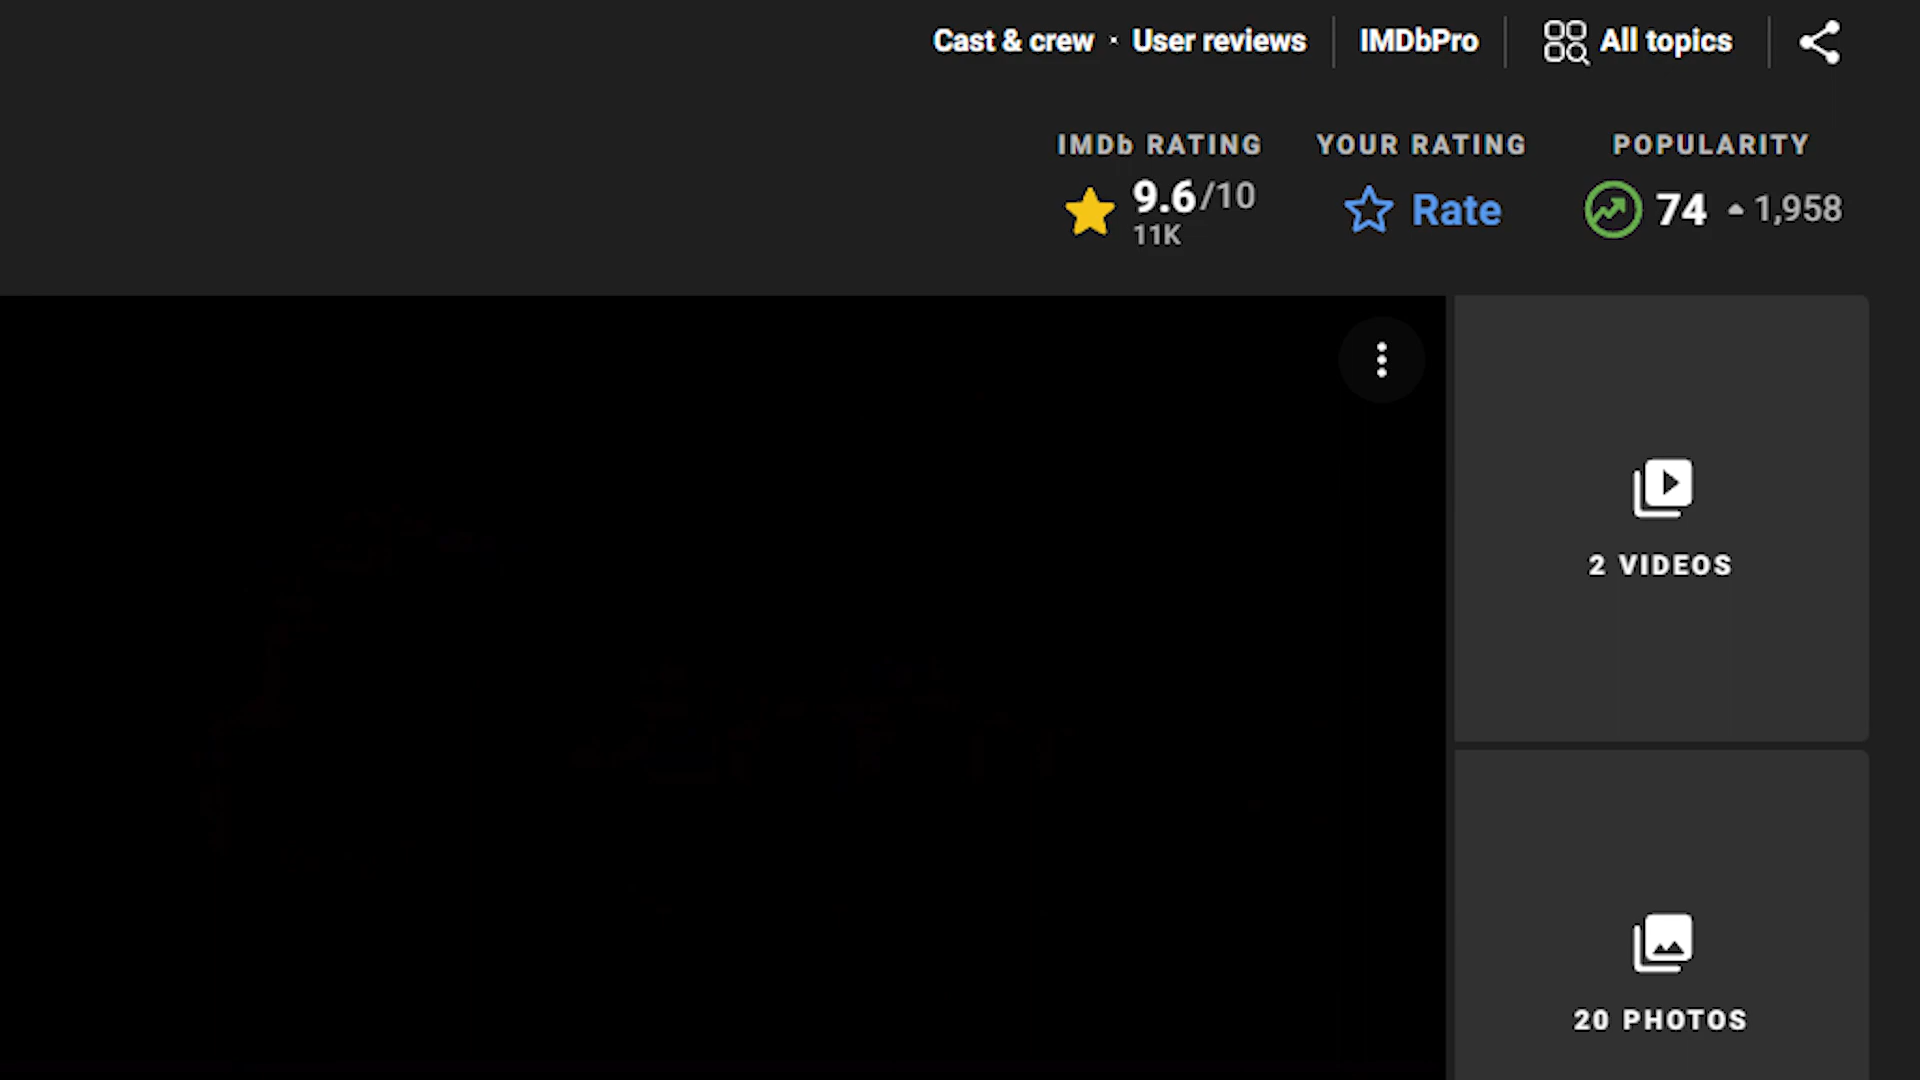 Cast & crew · User reviews IMDbPro All topics
IMDb RATING YOUR RATING POPULARITY
9.6/10 Rate 74 1,958
11K
2 VIDEOS
20 PHOTOS